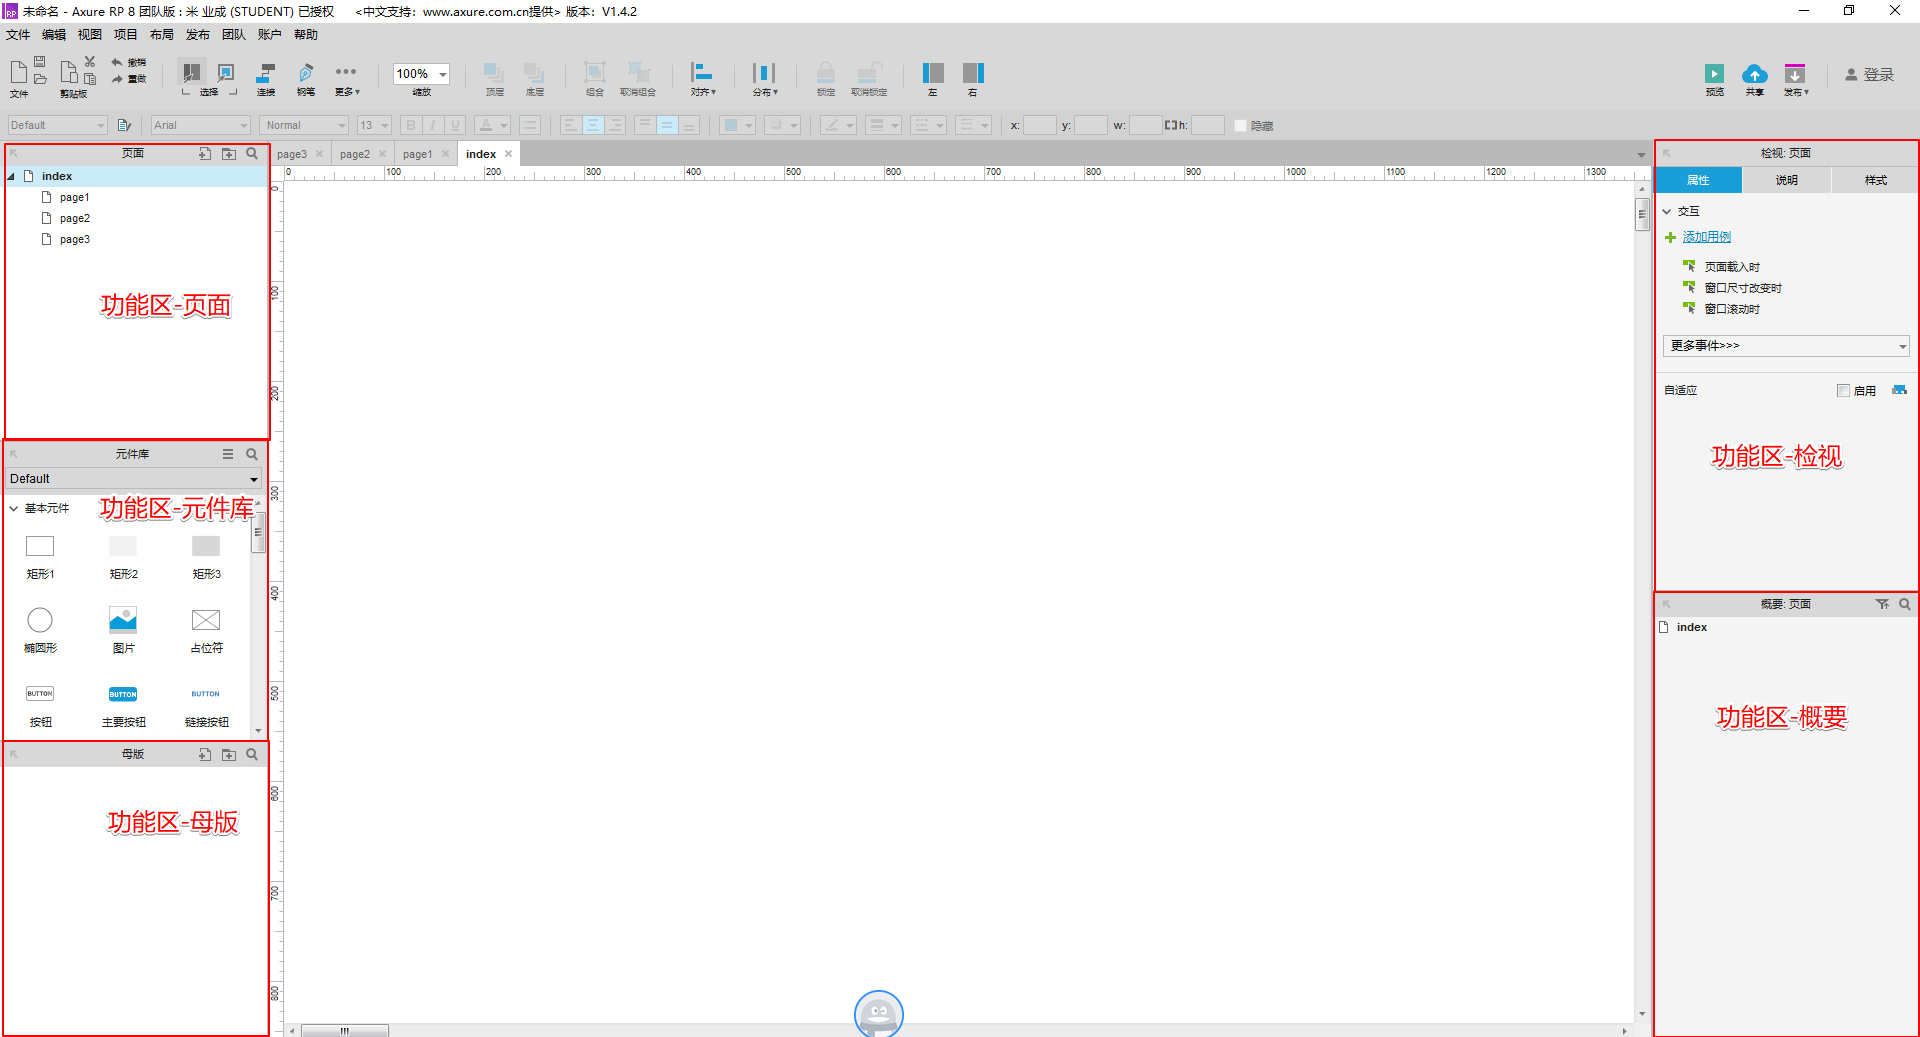 未命名 - Axure RP 8 团队版 : 米 业成 (STUDENT) 已授权 <中文支持：www.axure.com.cn提供> 版本：V1.4.2
文件 编辑 视图 项目 布局 发布 团队 账户 帮助
撤销
重做
文件 剪贴板 选择 连接 钢笔 更多▾
100%
缩放
顶层 底层 组合 取消组合 对齐▾ 分布▾ 锁定 取消锁定 左 右 预览 共享 发布▾ 登录
Default Arial Normal 13 B I U A x: y: w: h: 隐藏
页面
index
page1
page2
page3
功能区-页面
元件库
Default
基本元件
功能区-元件库
矩形1 矩形2 矩形3
椭圆形 图片 占位符
BUTTON BUTTON BUTTON
按钮 主要按钮 链接按钮
母版
功能区-母版
page3 page2 page1 index
0 100 200 300 400 500 600 700 800 900 1000 1100 1200 1300
0
100
200
300
400
500
600
700
800
检视: 页面
属性 说明 样式
交互
添加用例
页面载入时
窗口尺寸改变时
窗口滚动时
更多事件>>>
自适应 启用
功能区-检视
概要: 页面
index
功能区-概要